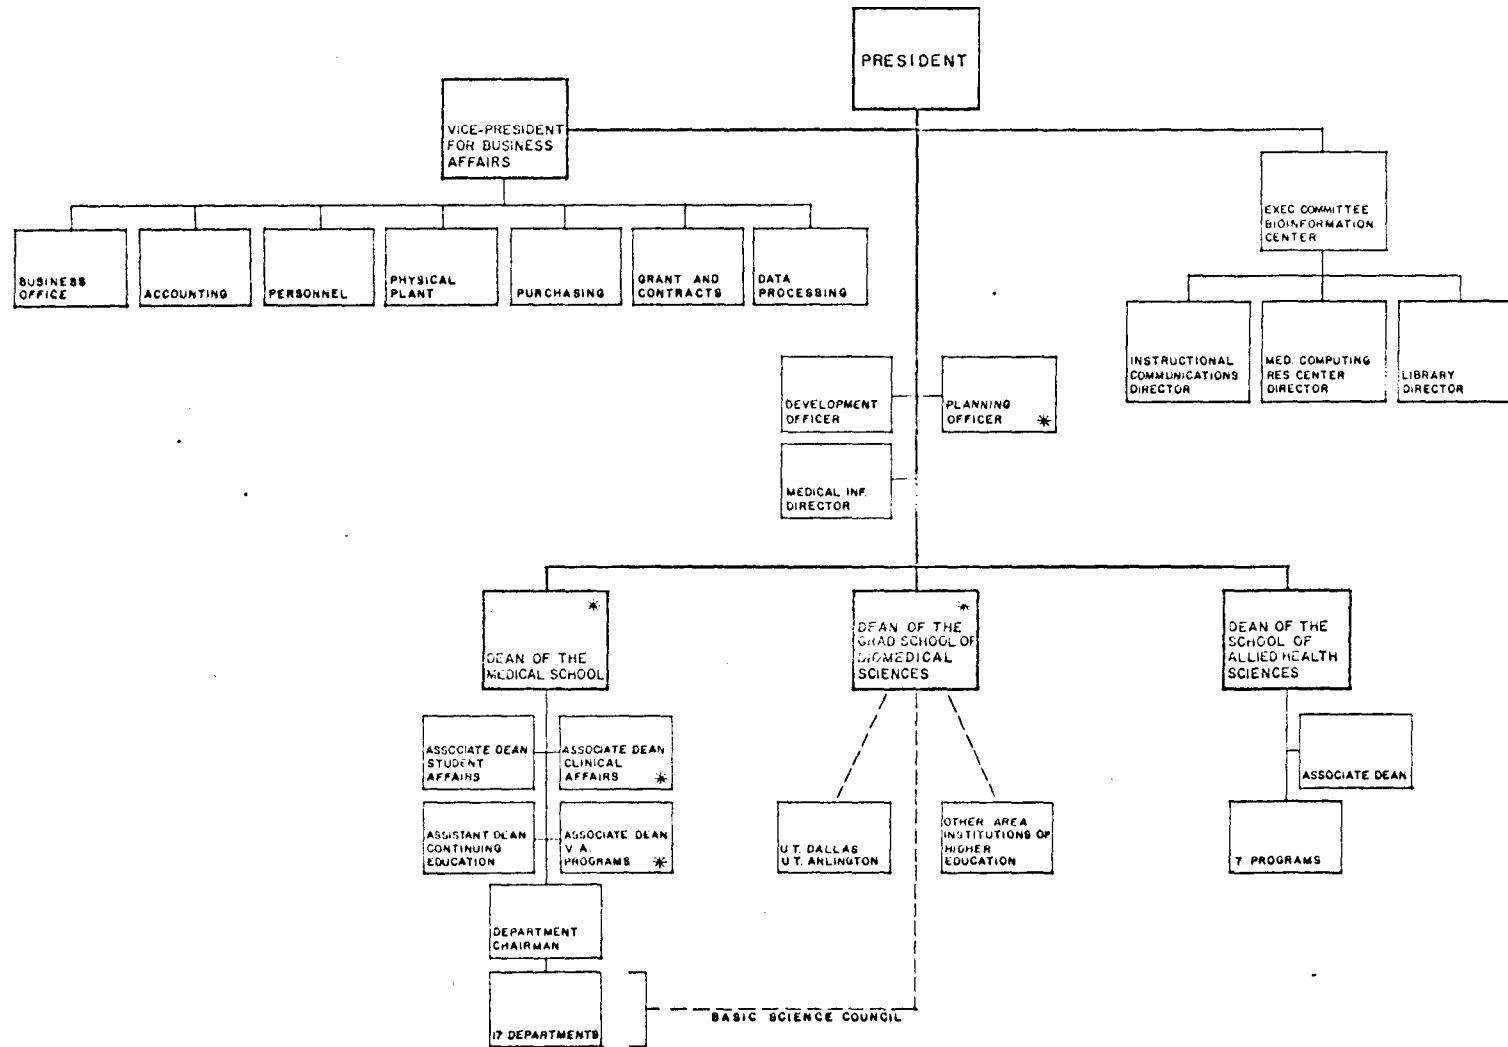 PRESIDENT
VICE-PRESIDENT
FOR BUSINESS
AFFAIRS
EXEC COMMITTEE
BIOINFORMATION
CENTER
BUSINESS
OFFICE
ACCOUNTING
PERSONNEL
PHYSICAL
PLANT
PURCHASING
GRANT AND
CONTRACTS
DATA
PROCESSING
INSTRUCTIONAL
COMMUNICATIONS
DIRECTOR
MED. COMPUTING
RES CENTER
DIRECTOR
LIBRARY
DIRECTOR
DEVELOPMENT
OFFICER
PLANNING
OFFICER *
MEDICAL INF.
DIRECTOR
*
DEAN OF THE
MEDICAL SCHOOL
*
DEAN OF THE
GRAD SCHOOL OF
BIOMEDICAL
SCIENCES
DEAN OF THE
SCHOOL OF
ALLIED HEALTH
SCIENCES
ASSOCIATE DEAN
STUDENT
AFFAIRS
ASSOCIATE DEAN
CLINICAL
AFFAIRS *
ASSOCIATE DEAN
ASSISTANT DEAN
CONTINUING
EDUCATION
ASSOCIATE DEAN
V. A.
PROGRAMS *
U.T. DALLAS
U.T. ARLINGTON
OTHER AREA
INSTITUTIONS OF
HIGHER
EDUCATION
7 PROGRAMS
DEPARTMENT
CHAIRMAN
17 DEPARTMENTS
BASIC SCIENCE COUNCIL